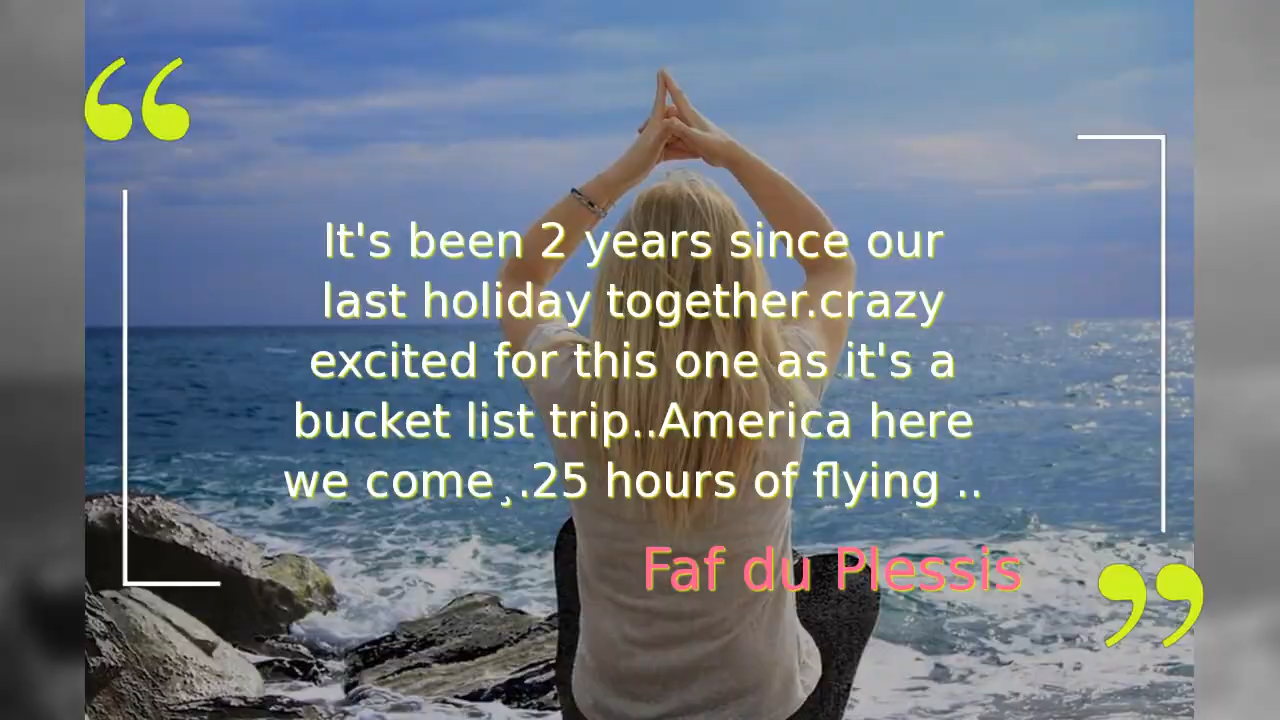 It's been 2 years since our
last holiday together.crazy
excited for this one as it's a
bucket list trip..America here
we come¸.25 hours of flying ..
Faf du Plessis